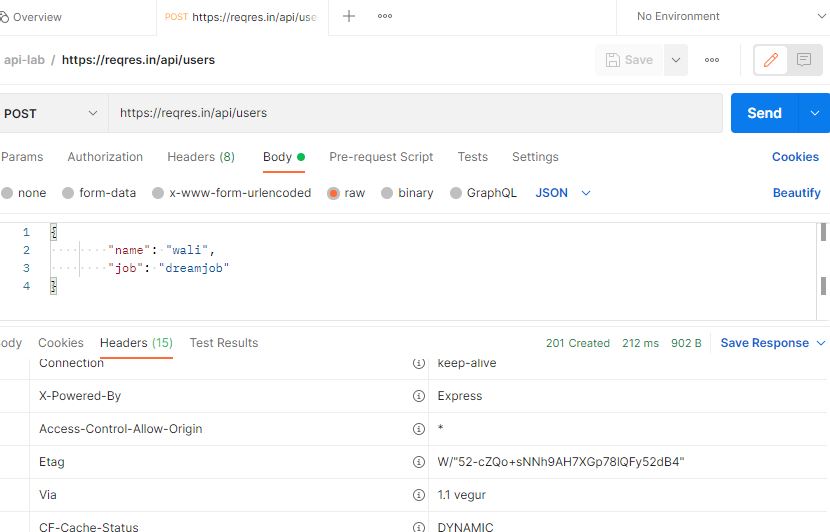 Overview
POST https://reqres.in/api/use
No Environment
api-lab / https://reqres.in/api/users
Save
POST https://reqres.in/api/users
Send
Params Authorization Headers (8) Body Pre-request Script Tests Settings Cookies
none form-data x-www-form-urlencoded raw binary GraphQL JSON Beautify
1 {
2 "name": "wali",
3 "job": "dreamjob"
4 }
ody Cookies Headers (15) Test Results 201 Created 212 ms 902 B Save Response
Connection keep-alive
X-Powered-By Express
Access-Control-Allow-Origin *
Etag W/"52-cZQo+sNNh9AH7XGp78lQFy52dB4"
Via 1.1 vegur
CF-Cache-Status DYNAMIC